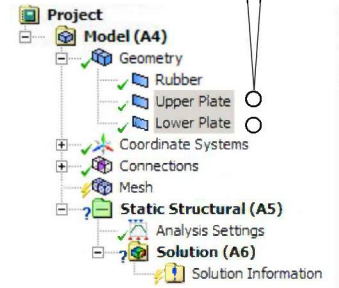 Project
Model (A4)
Geometry
Rubber
Upper Plate
Lower Plate
Coordinate Systems
Connections
Mesh
Static Structural (A5)
Analysis Settings
Solution (A6)
Solution Information